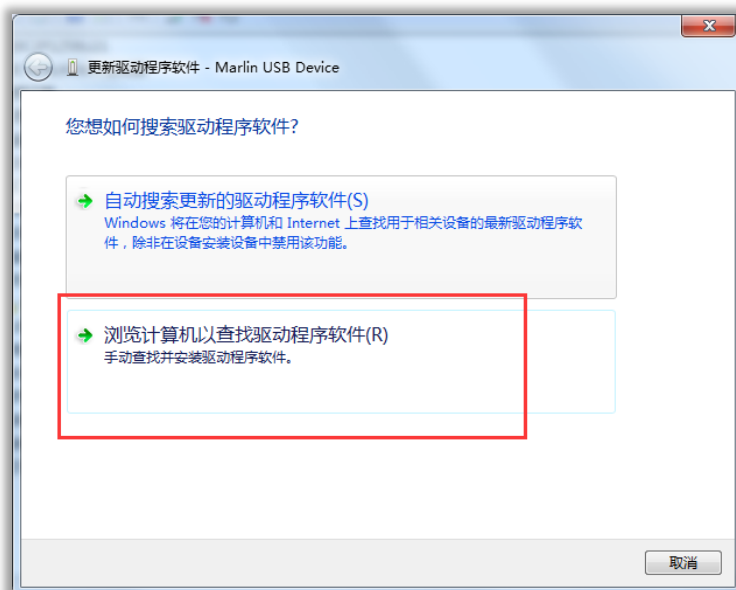 更新驱动程序软件 - Marlin USB Device
您想如何搜索驱动程序软件?
自动搜索更新的驱动程序软件(S)
Windows 将在您的计算机和 Internet 上查找用于相关设备的最新驱动程序软
件，除非在设备安装设备中禁用该功能。
浏览计算机以查找驱动程序软件(R)
手动查找并安装驱动程序软件。
取消